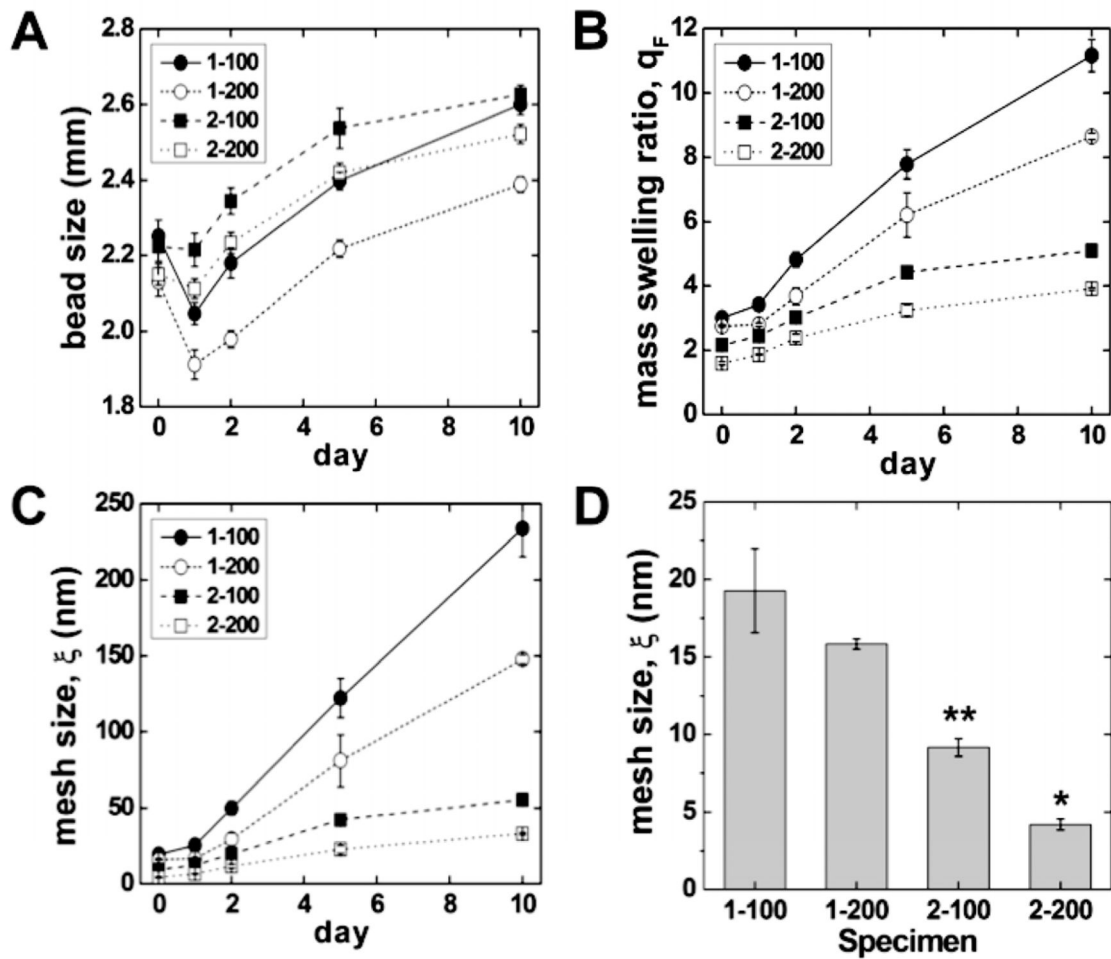 A
bead size (mm)
2.8
2.6
2.4
2.2
2.0
1.8
1-100
1-200
2-100
2-200
0 2 4 6 8 10
day
B
mass swelling ratio, qF
12
10
8
6
4
2
0
1-100
1-200
2-100
2-200
0 2 4 6 8 10
day
C
mesh size, ξ (nm)
250
200
150
100
50
0
1-100
1-200
2-100
2-200
0 2 4 6 8 10
day
D
mesh size, ξ (nm)
25
20
15
10
5
0
**
*
1-100 1-200 2-100 2-200
Specimen